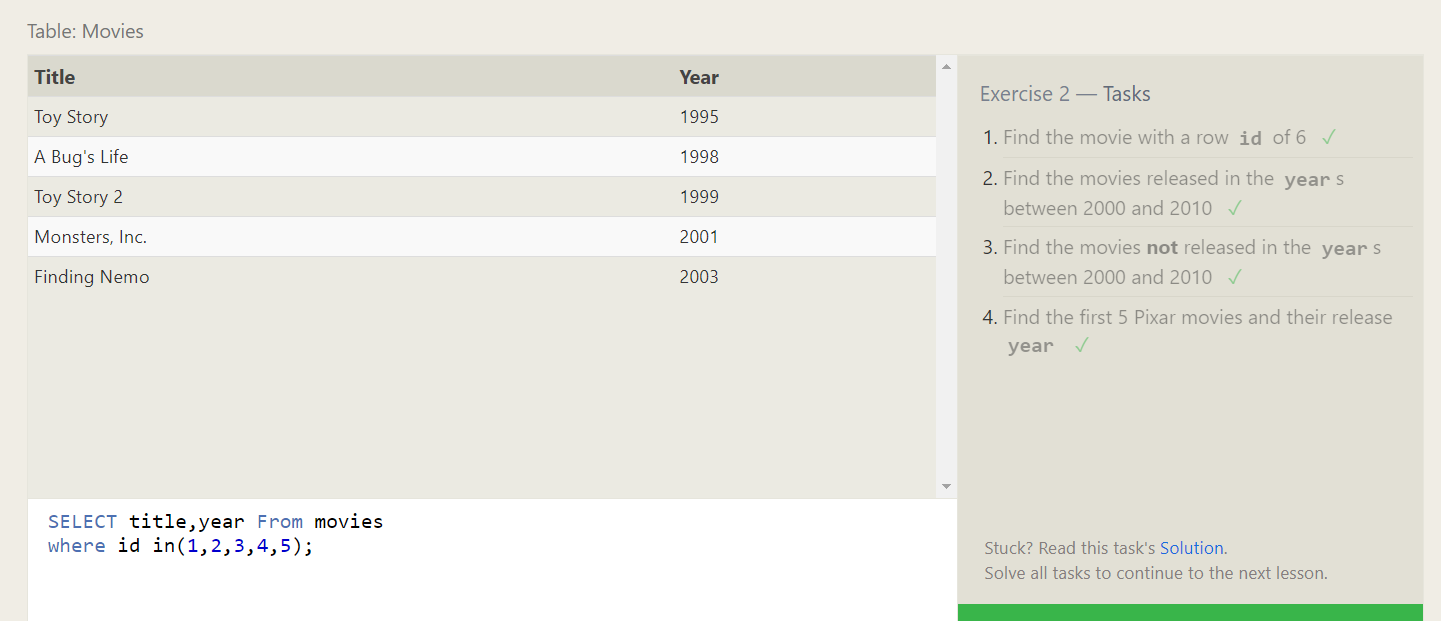 Table: Movies
Title Year
Toy Story 1995
A Bug's Life 1998
Toy Story 2 1999
Monsters, Inc. 2001
Finding Nemo 2003
SELECT title,year From movies
where id in(1,2,3,4,5);
Exercise 2 — Tasks
1. Find the movie with a row id of 6 ✓
2. Find the movies released in the year s
between 2000 and 2010 ✓
3. Find the movies not released in the year s
between 2000 and 2010 ✓
4. Find the first 5 Pixar movies and their release
year ✓
Stuck? Read this task's Solution.
Solve all tasks to continue to the next lesson.